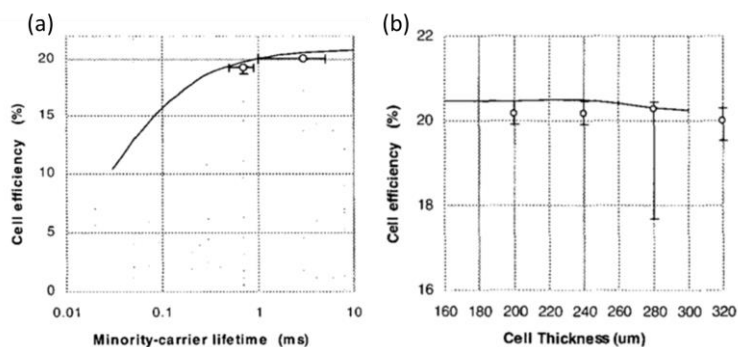 (a)
Cell efficiency (%)
20
15
10
5
0
0.01 0.1 1 10
Minority-carrier lifetime (ms)
(b)
Cell efficiency (%)
22
20
18
16
160 180 200 220 240 260 280 300 320
Cell Thickness(um)